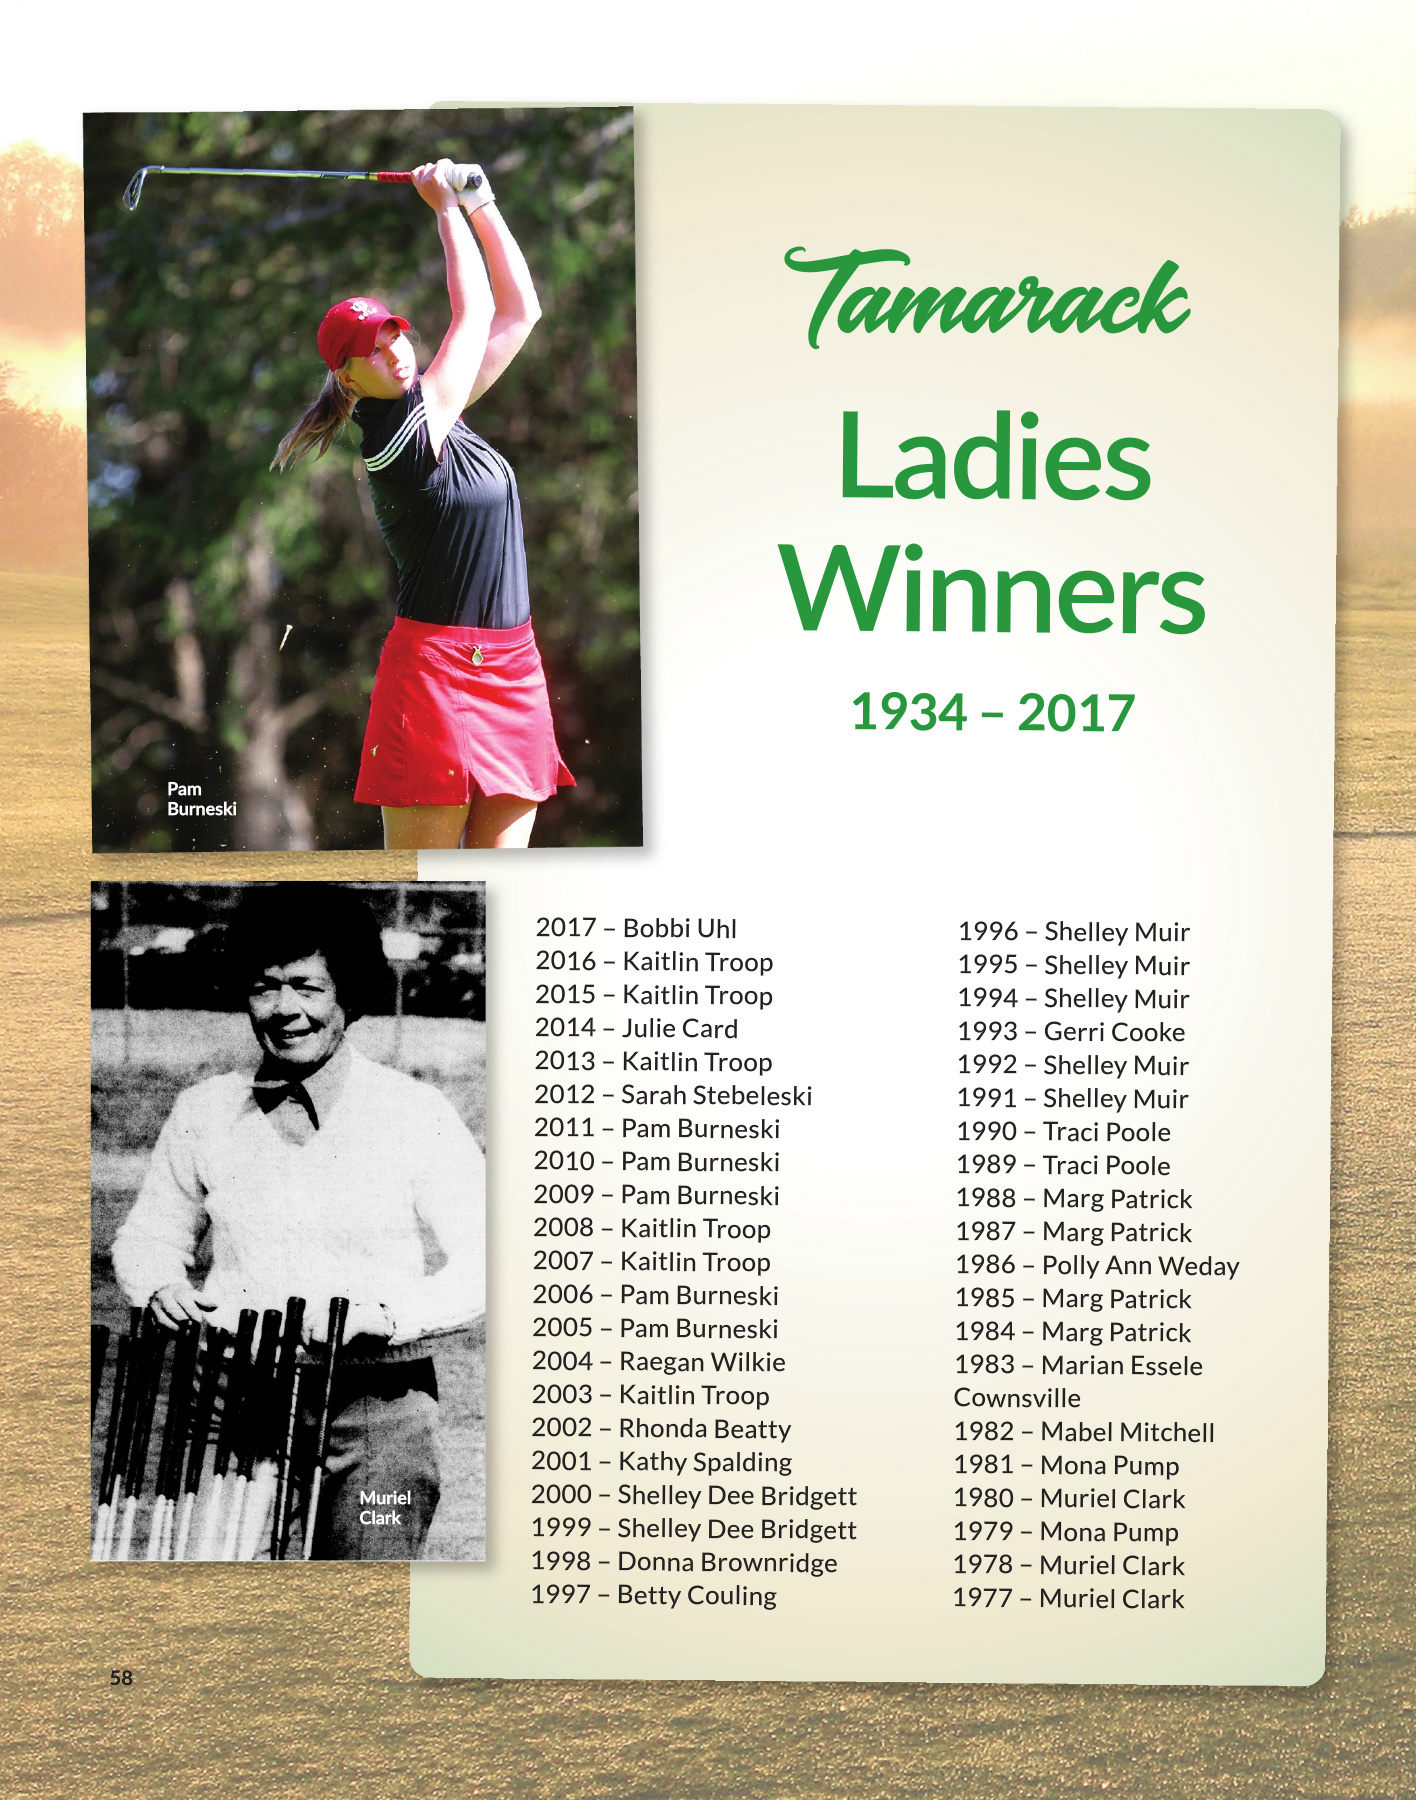 Tamarack
Ladies
Winners
1934 – 2017
Pam
Burneski
Muriel
Clark
2017 – Bobbi Uhl
2016 – Kaitlin Troop
2015 – Kaitlin Troop
2014 – Julie Card
2013 – Kaitlin Troop
2012 – Sarah Stebeleski
2011 – Pam Burneski
2010 – Pam Burneski
2009 – Pam Burneski
2008 – Kaitlin Troop
2007 – Kaitlin Troop
2006 – Pam Burneski
2005 – Pam Burneski
2004 – Raegan Wilkie
2003 – Kaitlin Troop
2002 – Rhonda Beatty
2001 – Kathy Spalding
2000 – Shelley Dee Bridgett
1999 – Shelley Dee Bridgett
1998 – Donna Brownridge
1997 – Betty Couling
1996 – Shelley Muir
1995 – Shelley Muir
1994 – Shelley Muir
1993 – Gerri Cooke
1992 – Shelley Muir
1991 – Shelley Muir
1990 – Traci Poole
1989 – Traci Poole
1988 – Marg Patrick
1987 – Marg Patrick
1986 – Polly Ann Weday
1985 – Marg Patrick
1984 – Marg Patrick
1983 – Marian Essele
Cownsville
1982 – Mabel Mitchell
1981 – Mona Pump
1980 – Muriel Clark
1979 – Mona Pump
1978 – Muriel Clark
1977 – Muriel Clark
58